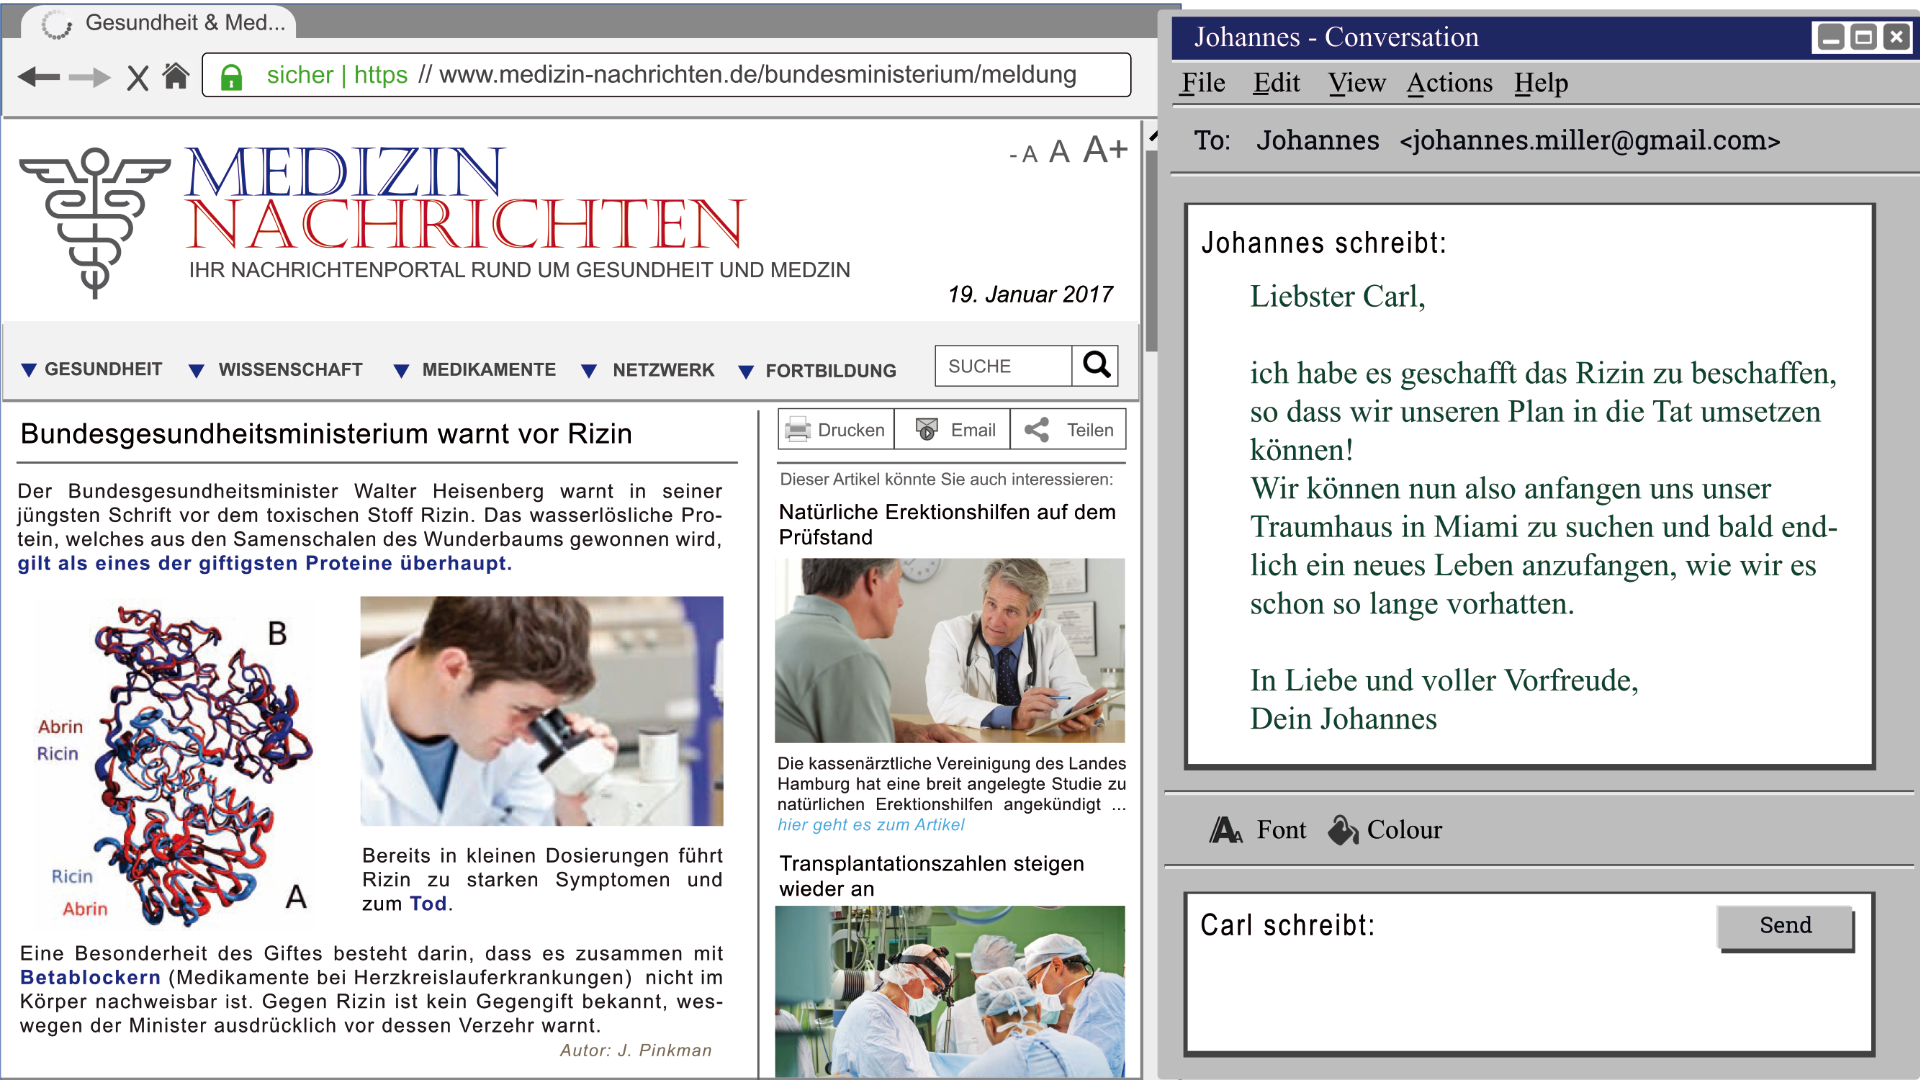 Gesundheit & Med...
sicher | https // www.medizin-nachrichten.de/bundesministerium/meldung
MEDIZIN
NACHRICHTEN
IHR NACHRICHTENPORTAL RUND UM GESUNDHEIT UND MEDZIN
- A A A+
19. Januar 2017
GESUNDHEIT WISSENSCHAFT MEDIKAMENTE NETZWERK FORTBILDUNG SUCHE
Bundesgesundheitsministerium warnt vor Rizin
Der Bundesgesundheitsminister Walter Heisenberg warnt in seiner
jüngsten Schrift vor dem toxischen Stoff Rizin. Das wasserlösliche Pro-
tein, welches aus den Samenschalen des Wunderbaums gewonnen wird,
gilt als eines der giftigsten Proteine überhaupt.
B
Abrin
Ricin
Ricin
Abrin
A
Bereits in kleinen Dosierungen führt
Rizin zu starken Symptomen und
zum Tod.
Eine Besonderheit des Giftes besteht darin, dass es zusammen mit
Betablockern (Medikamente bei Herzkreislauferkrankungen) nicht im
Körper nachweisbar ist. Gegen Rizin ist kein Gegengift bekannt, wes-
wegen der Minister ausdrücklich vor dessen Verzehr warnt.
Autor: J. Pinkman
Drucken Email Teilen
Dieser Artikel könnte Sie auch interessieren:
Natürliche Erektionshilfen auf dem
Prüfstand
Die kassenärztliche Vereinigung des Landes
Hamburg hat eine breit angelegte Studie zu
natürlichen Erektionshilfen angekündigt ...
hier geht es zum Artikel
Transplantationszahlen steigen
wieder an
Johannes - Conversation
File Edit View Actions Help
To: Johannes <johannes.miller@gmail.com>
Johannes schreibt:
Liebster Carl,
ich habe es geschafft das Rizin zu beschaffen,
so dass wir unseren Plan in die Tat umsetzen
können!
Wir können nun also anfangen uns unser
Traumhaus in Miami zu suchen und bald end-
lich ein neues Leben anzufangen, wie wir es
schon so lange vorhatten.
In Liebe und voller Vorfreude,
Dein Johannes
Font Colour
Carl schreibt:
Send